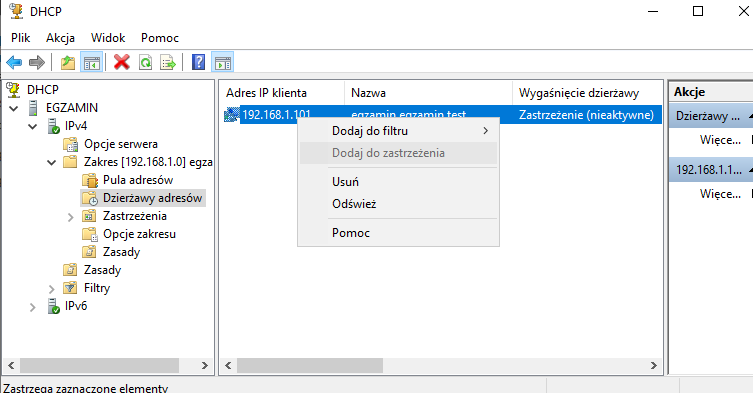 DHCP
Plik Akcja Widok Pomoc
DHCP
EGZAMIN
IPv4
Opcje serwera
Zakres [192.168.1.0] egza
Pula adresów
Dzierżawy adresów
Zastrzeżenia
Opcje zakresu
Zasady
Zasady
Filtry
IPv6
Adres IP klienta Nazwa Wygaśnięcie dzierżawy
192.168.1.101 egzamin.egzamin.test Zastrzeżenie (nieaktywne)
Dodaj do filtru
Dodaj do zastrzeżenia
Usuń
Odśwież
Pomoc
Akcje
Dzierżawy ...
Więce...
192.168.1.1...
Więce...
Zastrzega zaznaczone elementy